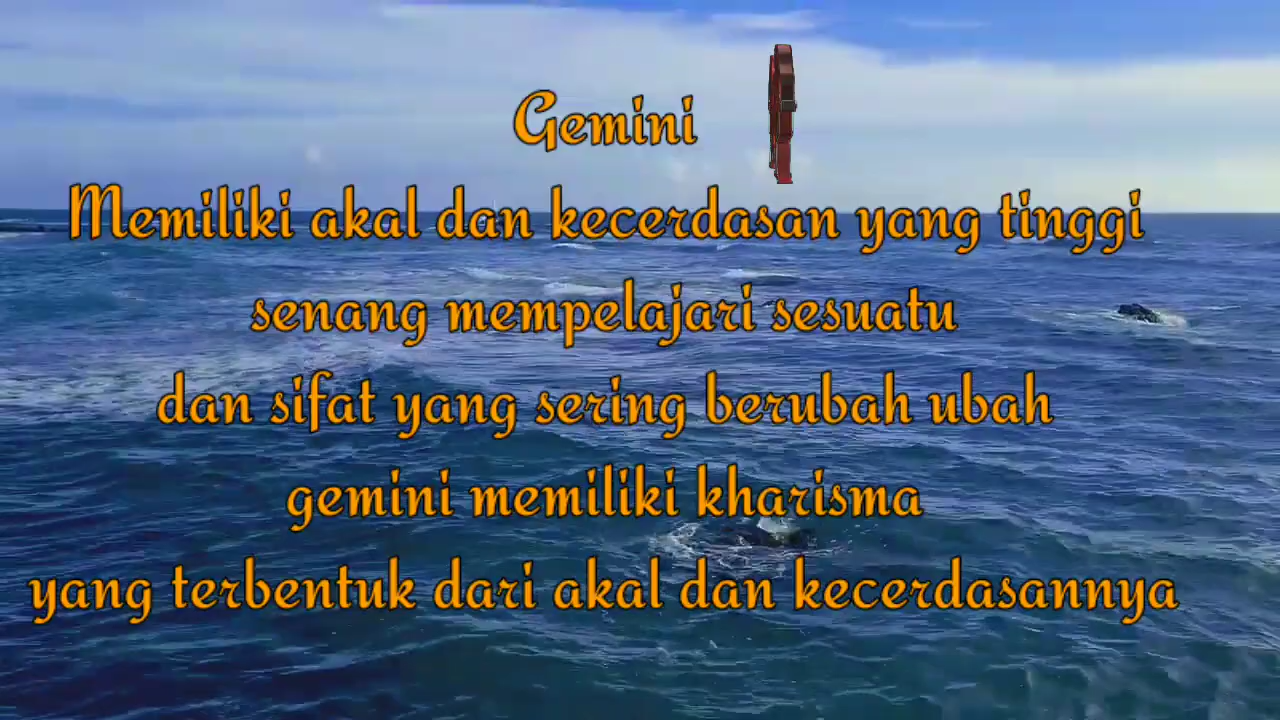 Gemini
Memiliki akal dan kecerdasan yang tinggi
senang mempelajari sesuatu
dan sifat yang sering berubah ubah
gemini memiliki kharisma
yang terbentuk dari akal dan kecerdasannya